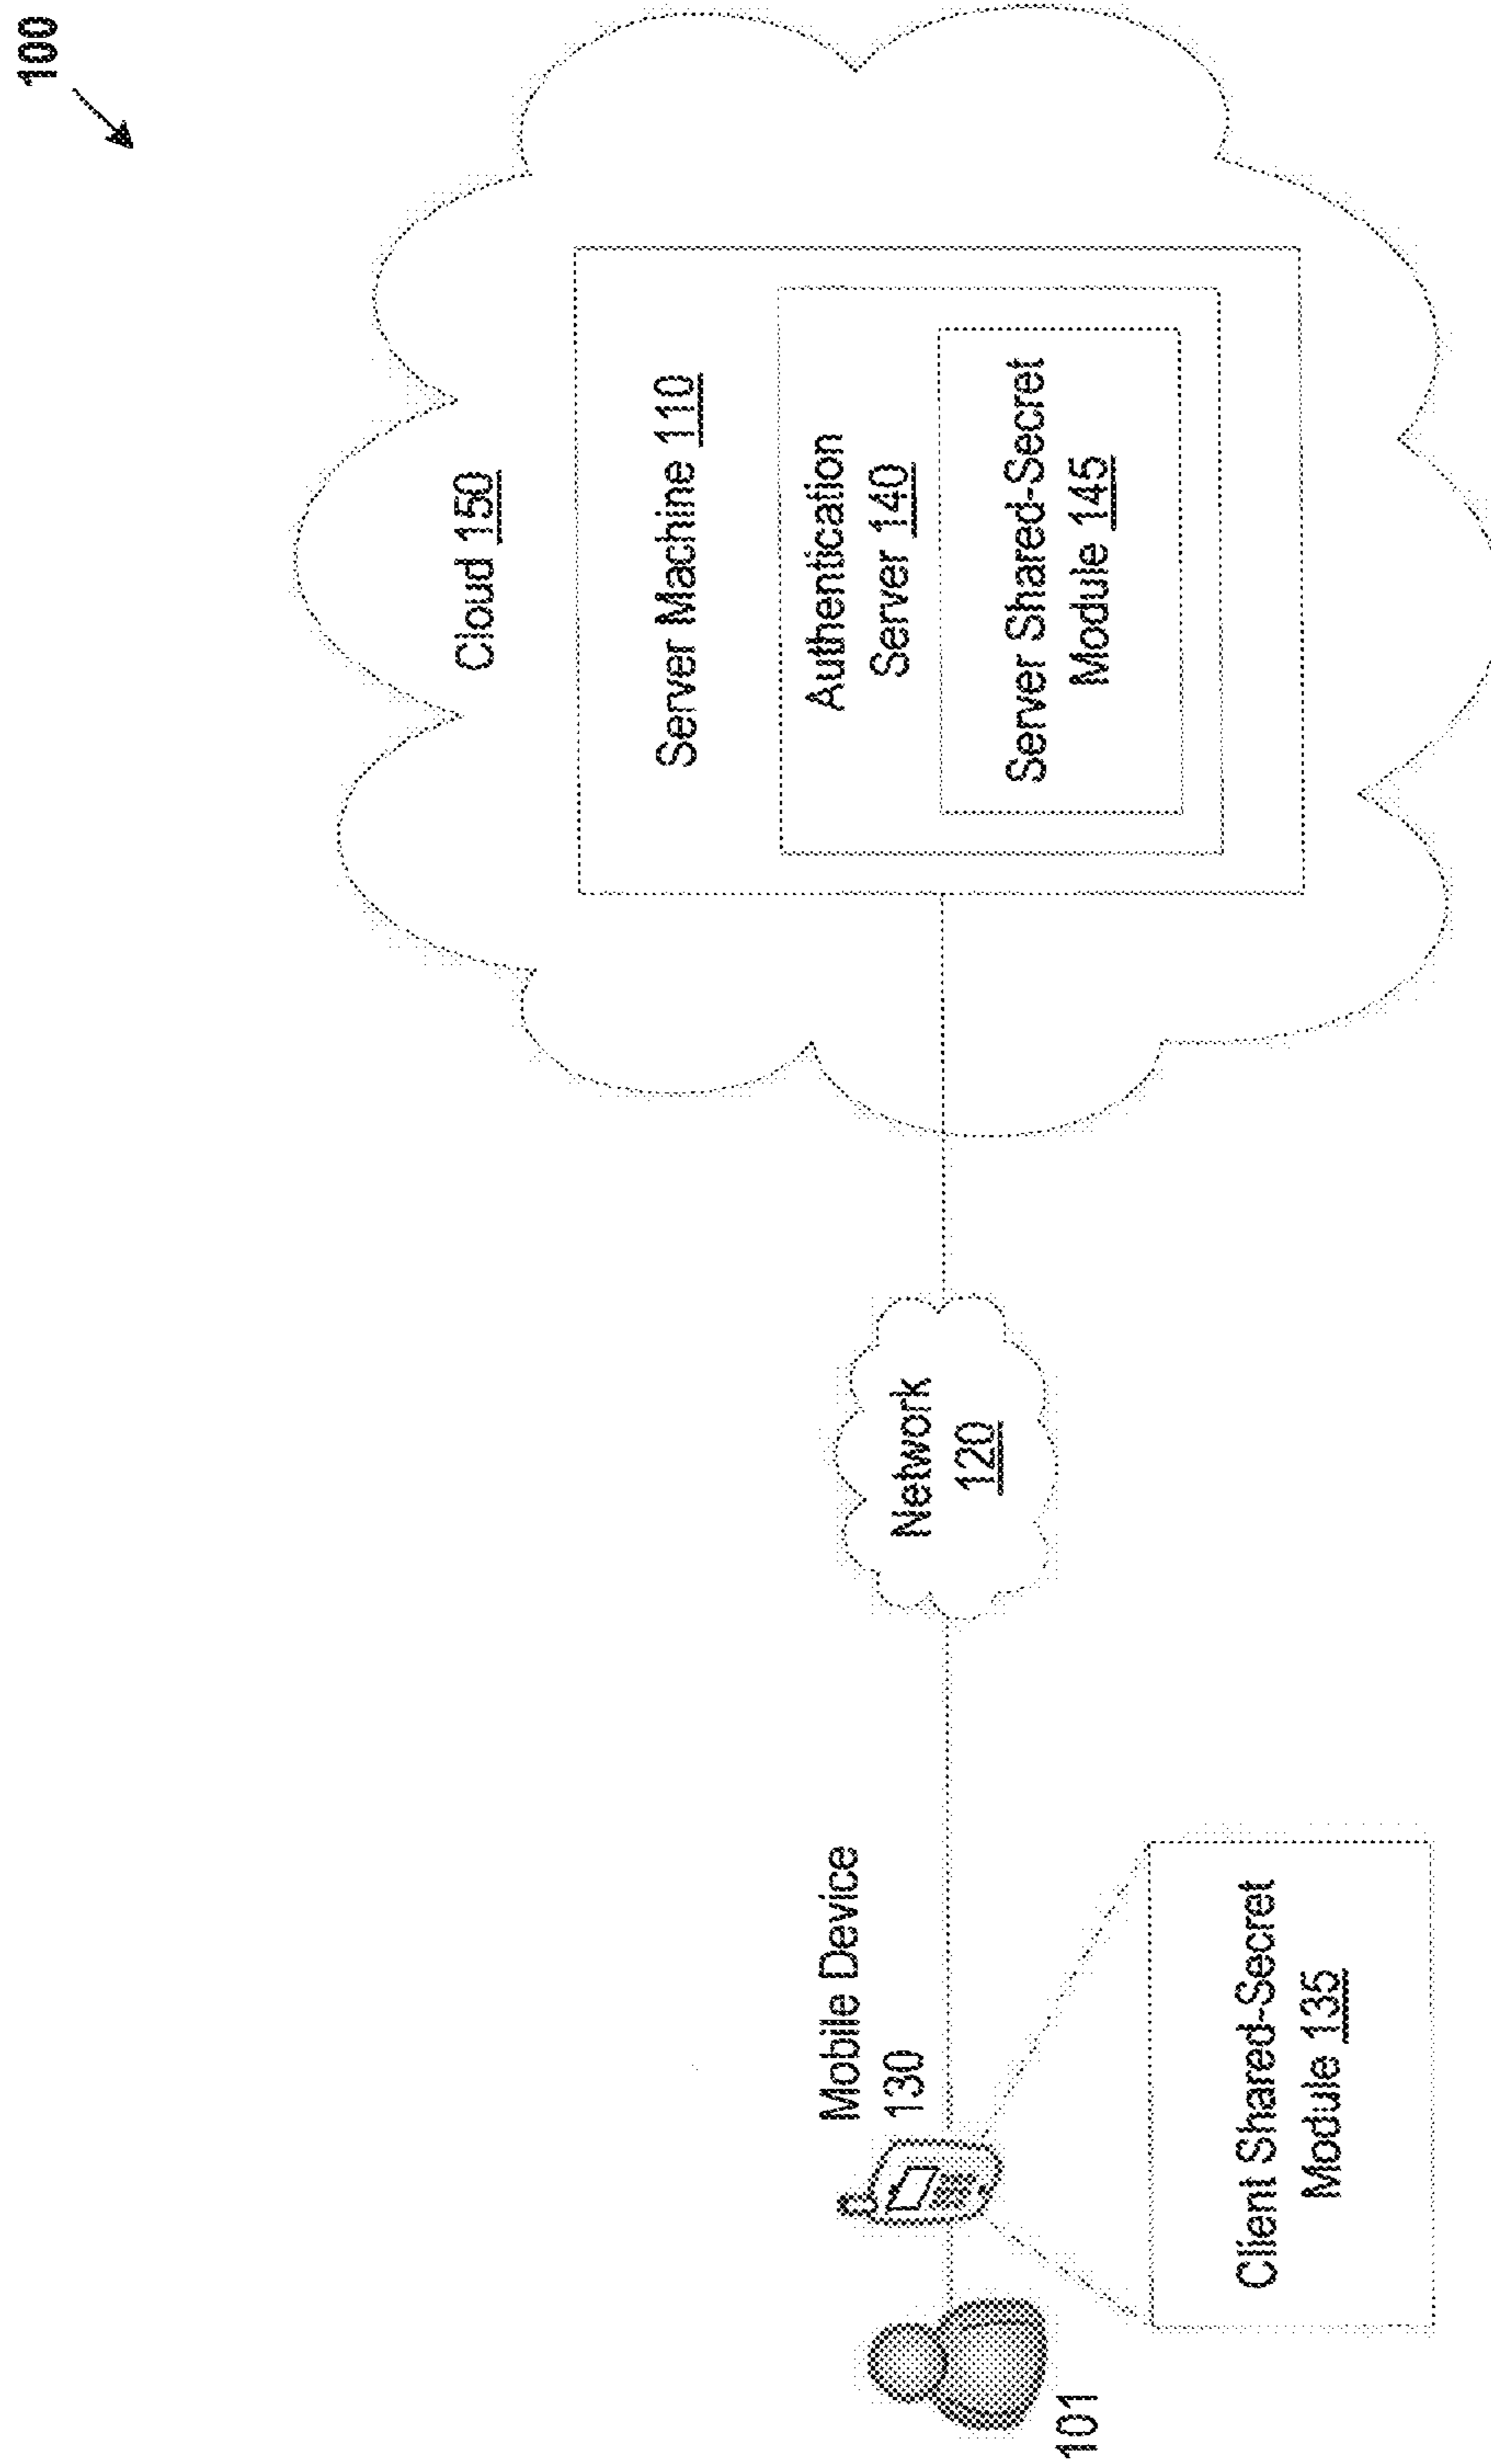 100
Cloud 150
Server Machine 110
Authentication
Server 140
Server Shared-Secret
Module 145
Network
120
Mobile Device
130
Client Shared-Secret
Module 135
101